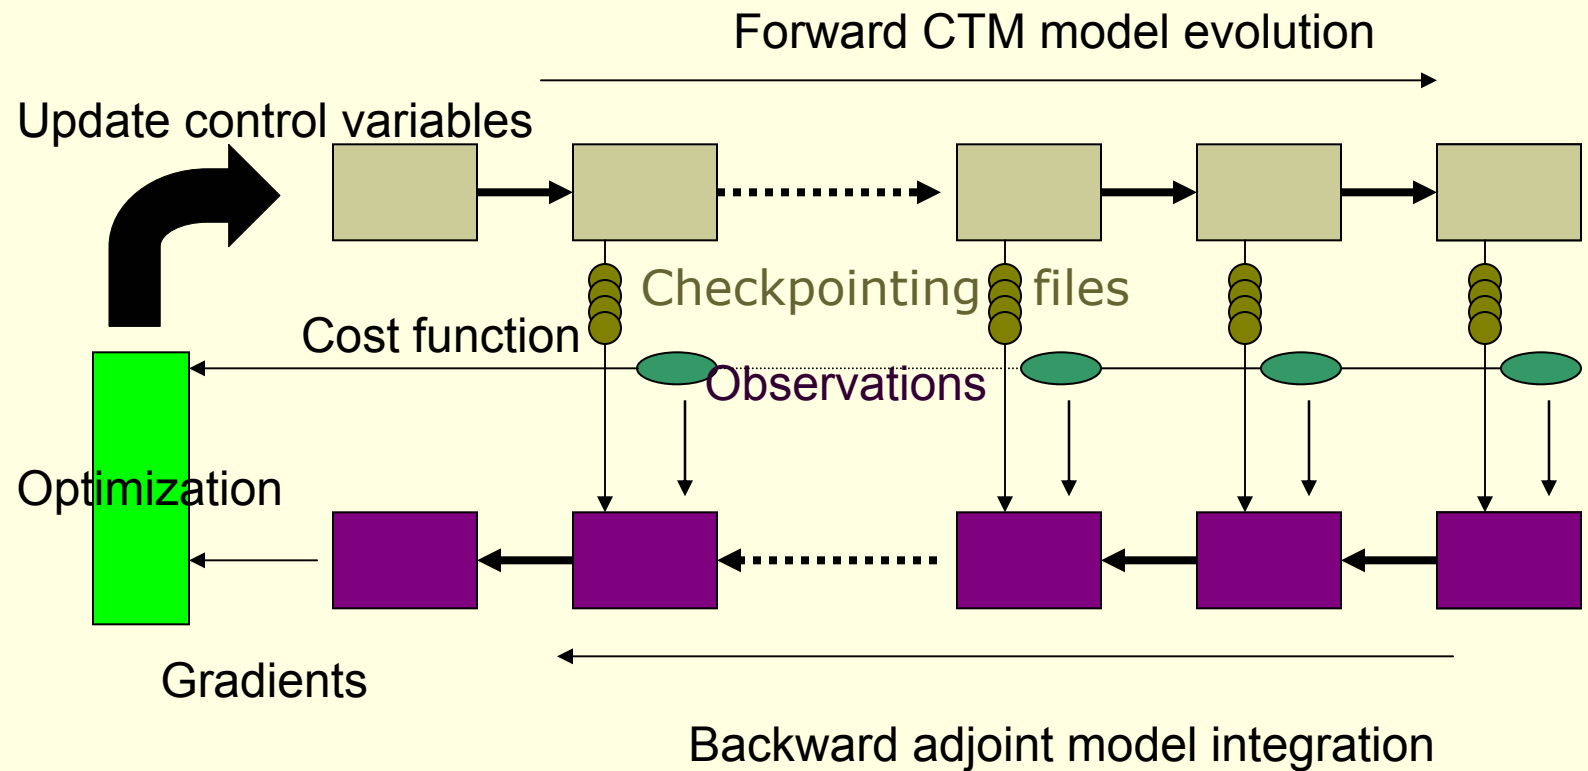 Forward CTM model evolution
Update control variables
Checkpointing files
Cost function
Observations
Optimization
Gradients
Backward adjoint model integration